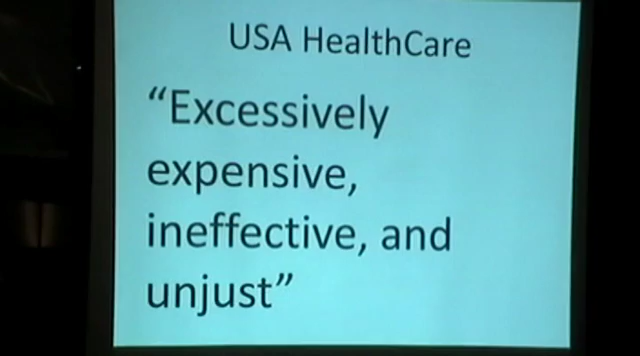 USA HealthCare
“Excessively
expensive,
ineffective, and
unjust”